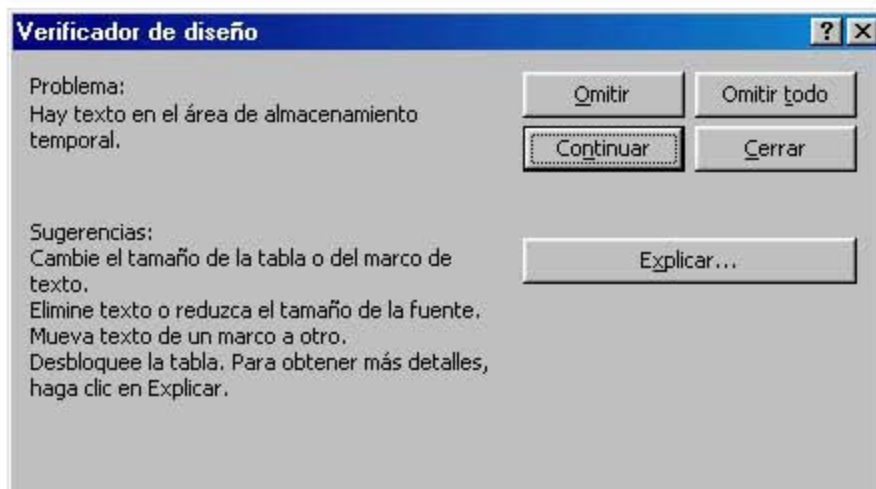 Verificador de diseño
Problema:
Hay texto en el área de almacenamiento
temporal.
Omitir
Omitir todo
Continuar
Cerrar
Sugerencias:
Cambie el tamaño de la tabla o del marco de
texto.
Elimine texto o reduzca el tamaño de la fuente.
Mueva texto de un marco a otro.
Desbloquee la tabla. Para obtener más detalles,
haga clic en Explicar.
Explicar...